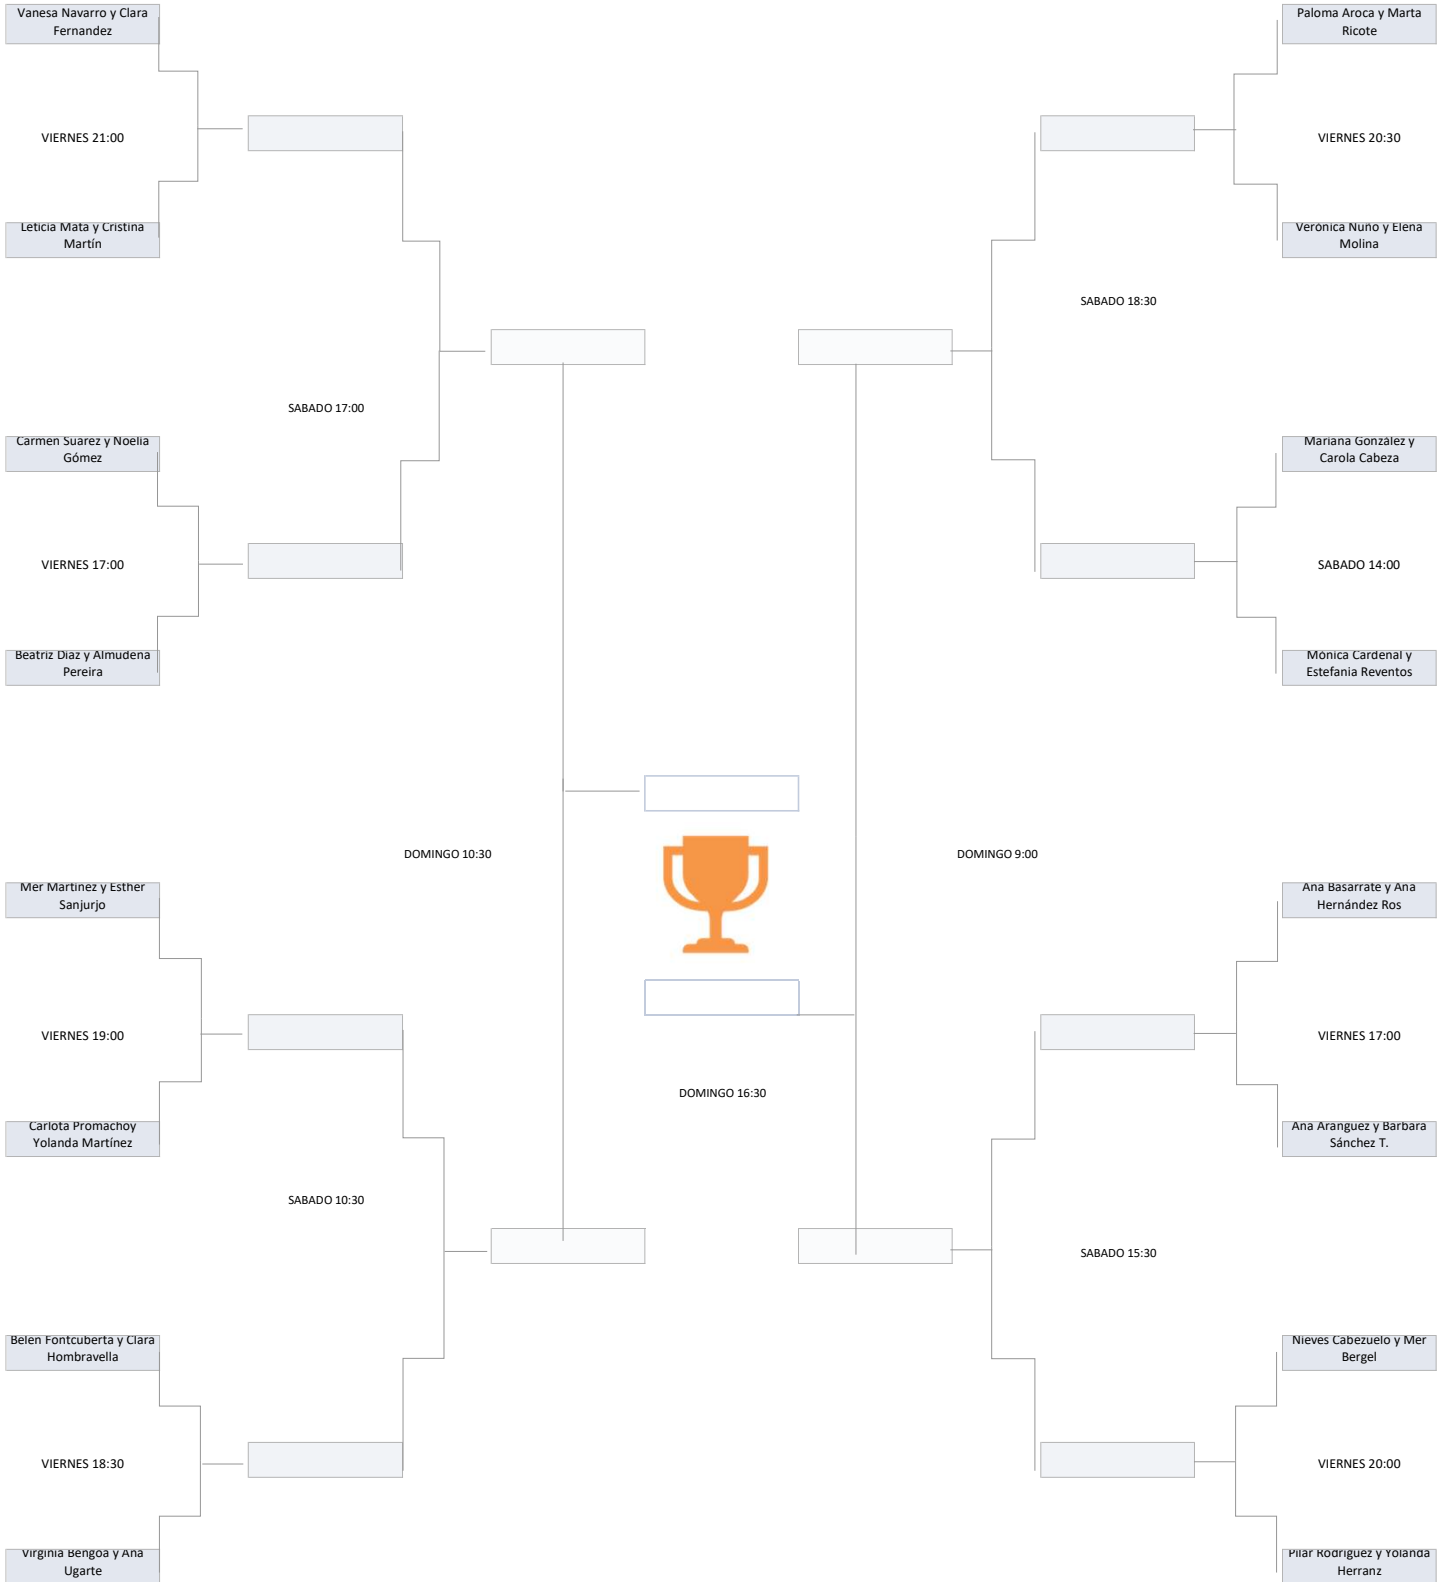 Vanesa Navarro y Clara
Fernandez
Paloma Aroca y Marta
Ricote
VIERNES 21:00
VIERNES 20:30
Leticia Mata y Cristina
Martín
Verónica Nuño y Elena
Molina
SABADO 18:30
SABADO 17:00
Carmen Suarez y Noelia
Gómez
Mariana González y
Carola Cabeza
VIERNES 17:00
SABADO 14:00
Beatriz Diaz y Almudena
Pereira
Mónica Cardenal y
Estefania Reventos
DOMINGO 10:30
DOMINGO 9:00
Mer Martinez y Esther
Sanjurjo
Ana Basarrate y Ana
Hernández Ros
VIERNES 19:00
VIERNES 17:00
DOMINGO 16:30
Carlota Promachoy
Yolanda Martínez
Ana Aranguez y Barbara
Sánchez T.
SABADO 10:30
SABADO 15:30
Belen Fontcuberta y Clara
Hombravella
Nieves Cabezuelo y Mer
Bergel
VIERNES 18:30
VIERNES 20:00
Virginia Bengoa y Ana
Ugarte
Pilar Rodriguez y Yolanda
Herranz